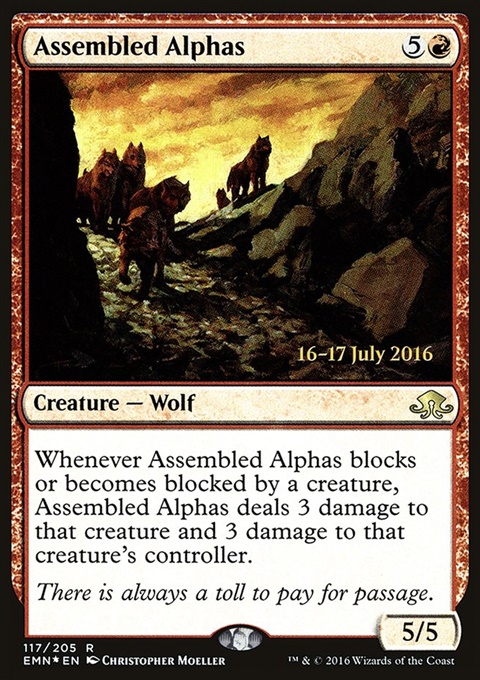 Assembled Alphas 5
16–17 July 2016
Creature — Wolf
Whenever Assembled Alphas blocks
or becomes blocked by a creature,
Assembled Alphas deals 3 damage to
that creature and 3 damage to that
creature's controller.
There is always a toll to pay for passage.
5/5
117/205 R
EMN★EN Christopher Moeller
™ & © 2016 Wizards of the Coast